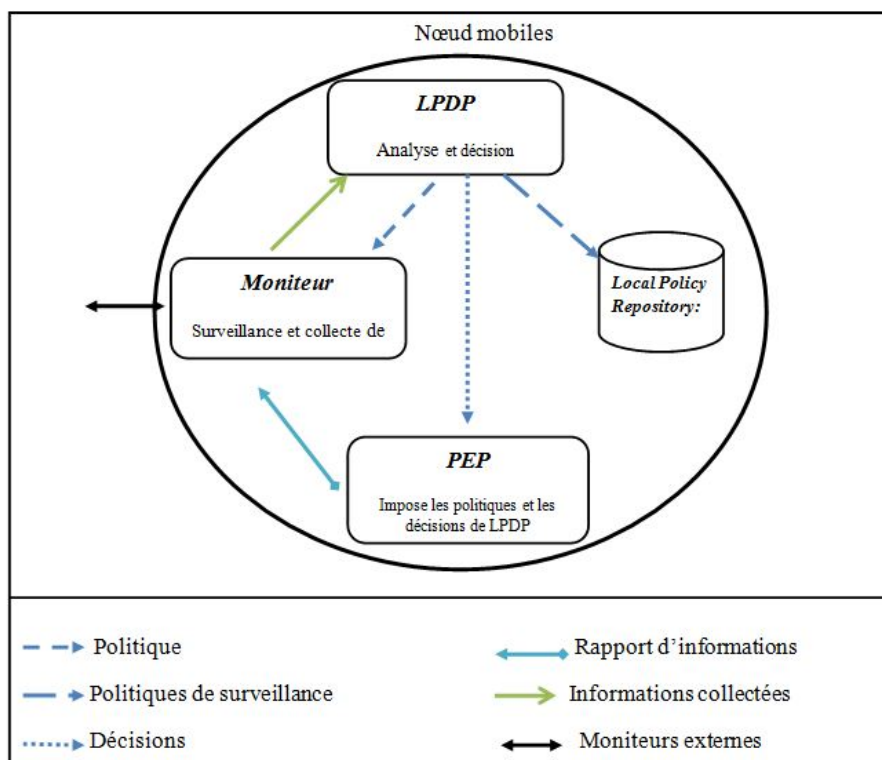 Nœud mobiles
LPDP
Analyse et décision
Moniteur
Surveillance et collecte de
Local Policy
Repository:
PEP
Impose les politiques et les
décisions de LPDP
Politique
Rapport d'informations
Politiques de surveillance
Informations collectées
Décisions
Moniteurs externes